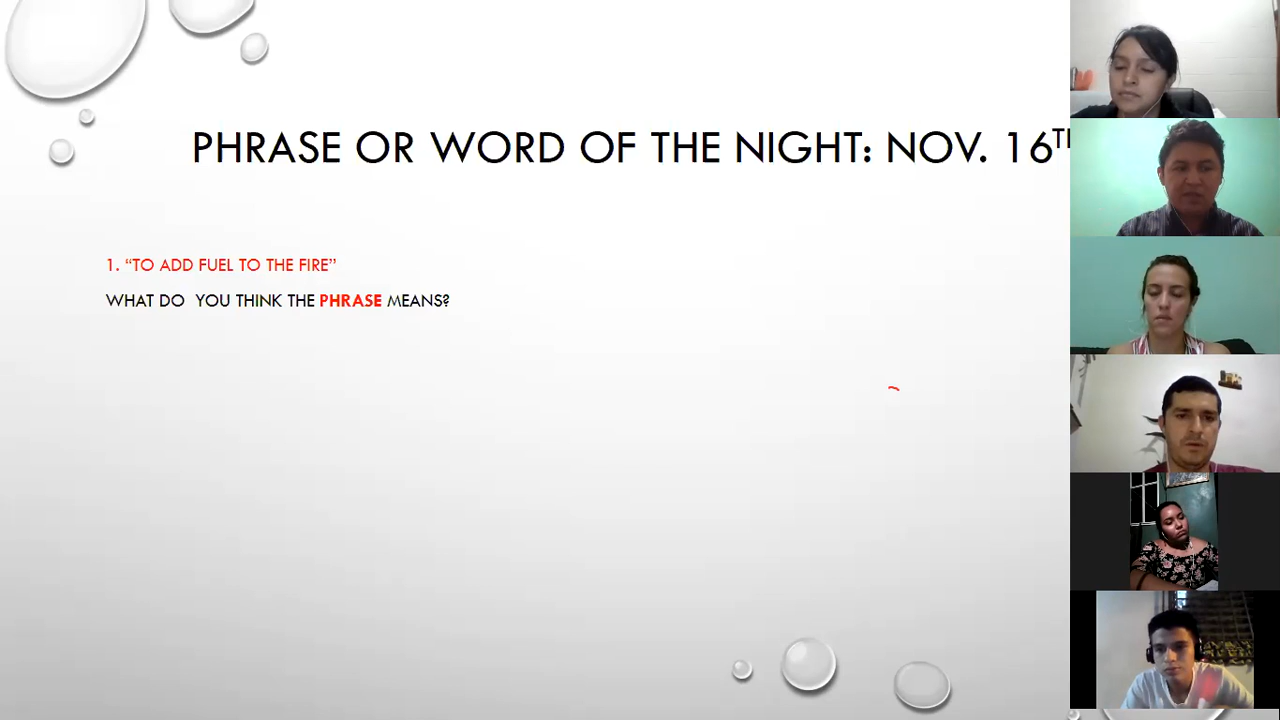 PHRASE OR WORD OF THE NIGHT: NOV. 16TH
1. “TO ADD FUEL TO THE FIRE”
WHAT DO YOU THINK THE PHRASE MEANS?